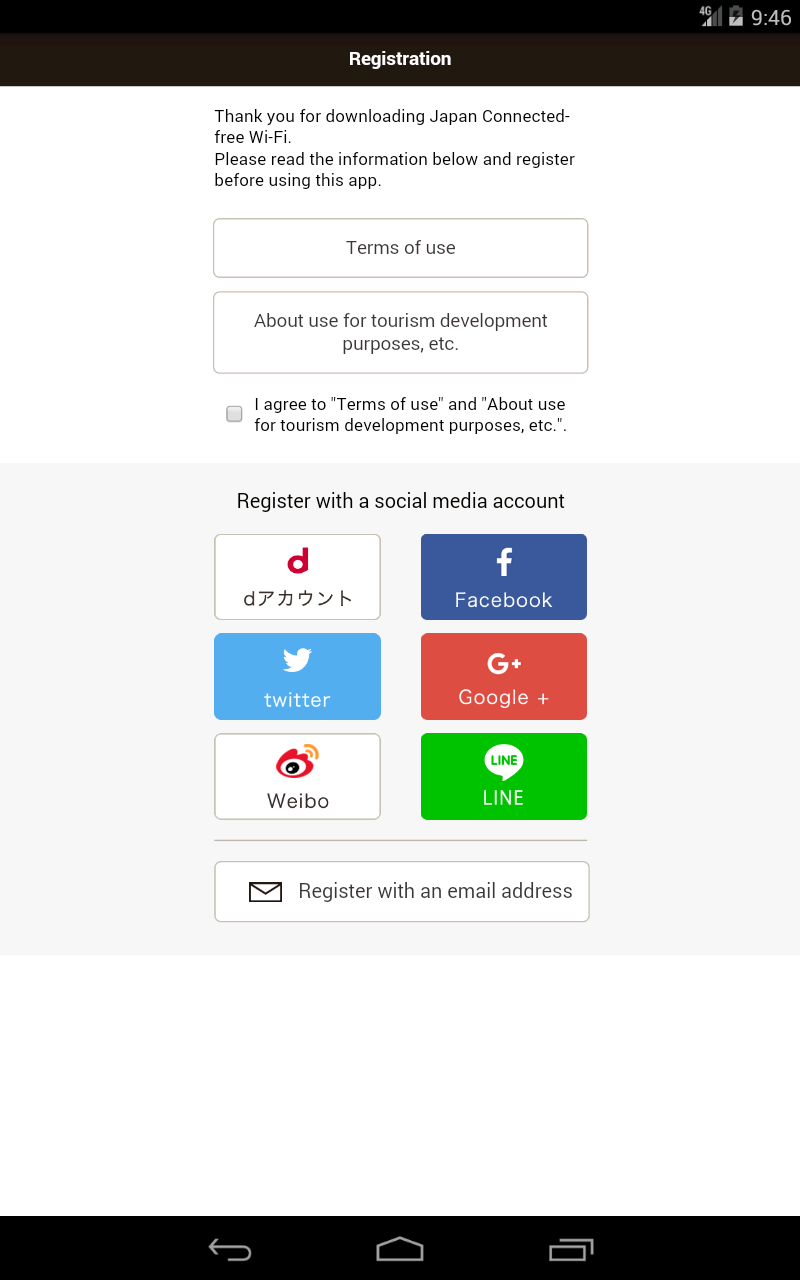 4G 9:46
Registration
Thank you for downloading Japan Connected-
free Wi-Fi.
Please read the information below and register
before using this app.
Terms of use
About use for tourism development
purposes, etc.
I agree to "Terms of use" and "About use
for tourism development purposes, etc.".
Register with a social media account
d
dアカウント
f
Facebook
twitter
G+
Google +
Weibo
LINE
LINE
Register with an email address